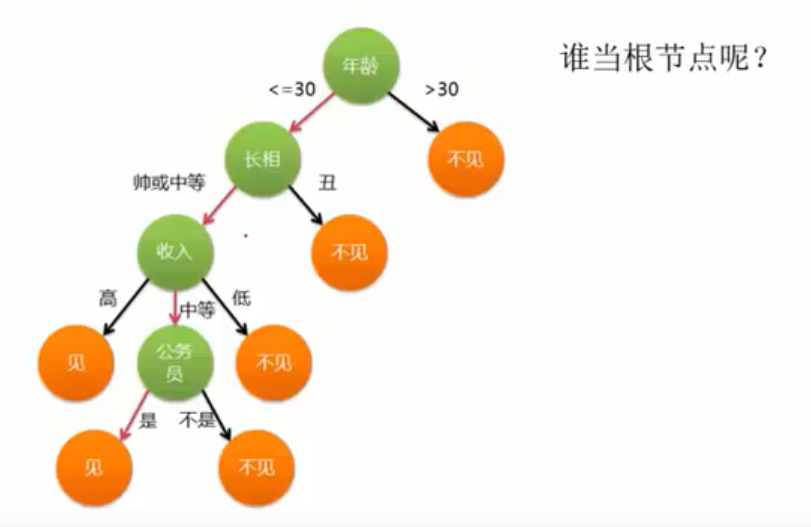 谁当根节点呢？
年龄
<=30
>30
长相
不见
帅或中等
丑
收入
不见
高
中等
低
见
公务
员
不见
是
不是
见
不见